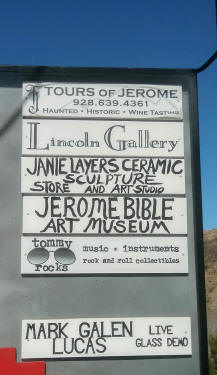 J TOURS OF JEROME
928.639.4361
HAUNTED • HISTORIC • WINE TASTING
Lincoln Gallery
JANIE LAYERS CERAMIC
SCULPTURE
STORE AND ART STUDIO
JEROME BIBLE
ART MUSEUM
tommy rocks
music • instruments
rock and roll collectibles
MARK GALEN LIVE
LUCAS GLASS DEMO